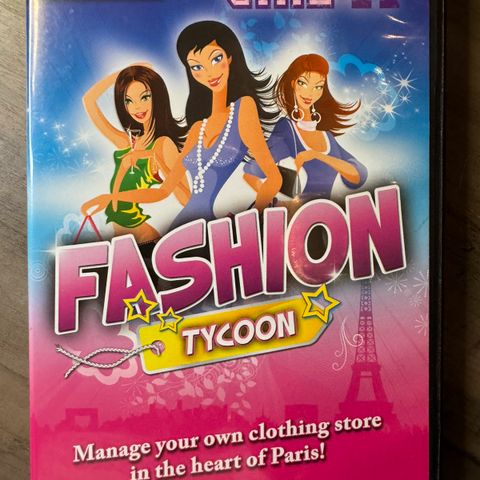 FASHION
TYCOON
Manage your own clothing store
in the heart of Paris!